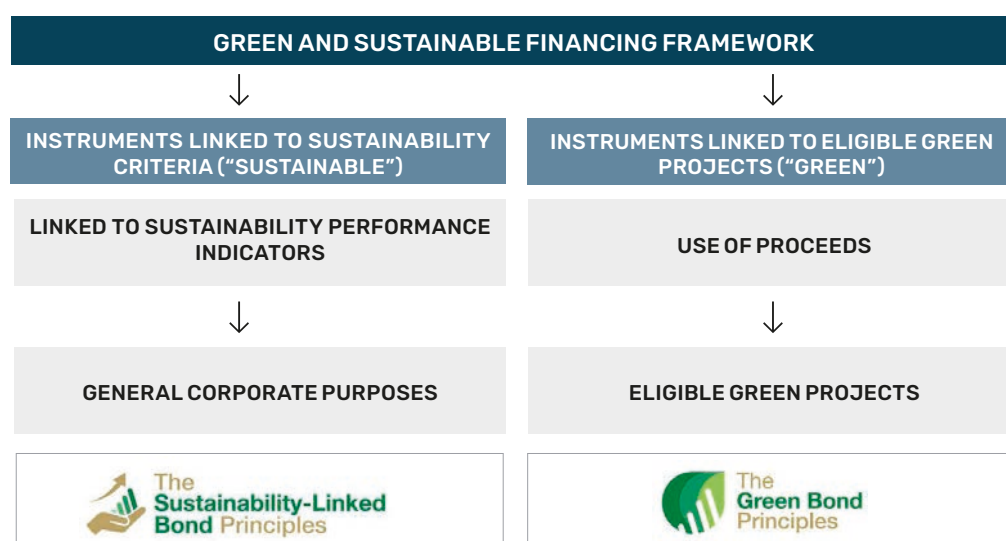 GREEN AND SUSTAINABLE FINANCING FRAMEWORK
INSTRUMENTS LINKED TO SUSTAINABILITY
CRITERIA (“SUSTAINABLE”)
LINKED TO SUSTAINABILITY PERFORMANCE
INDICATORS
GENERAL CORPORATE PURPOSES
The
Sustainability-Linked
Bond Principles
INSTRUMENTS LINKED TO ELIGIBLE GREEN
PROJECTS (“GREEN”)
USE OF PROCEEDS
ELIGIBLE GREEN PROJECTS
The
Green Bond
Principles